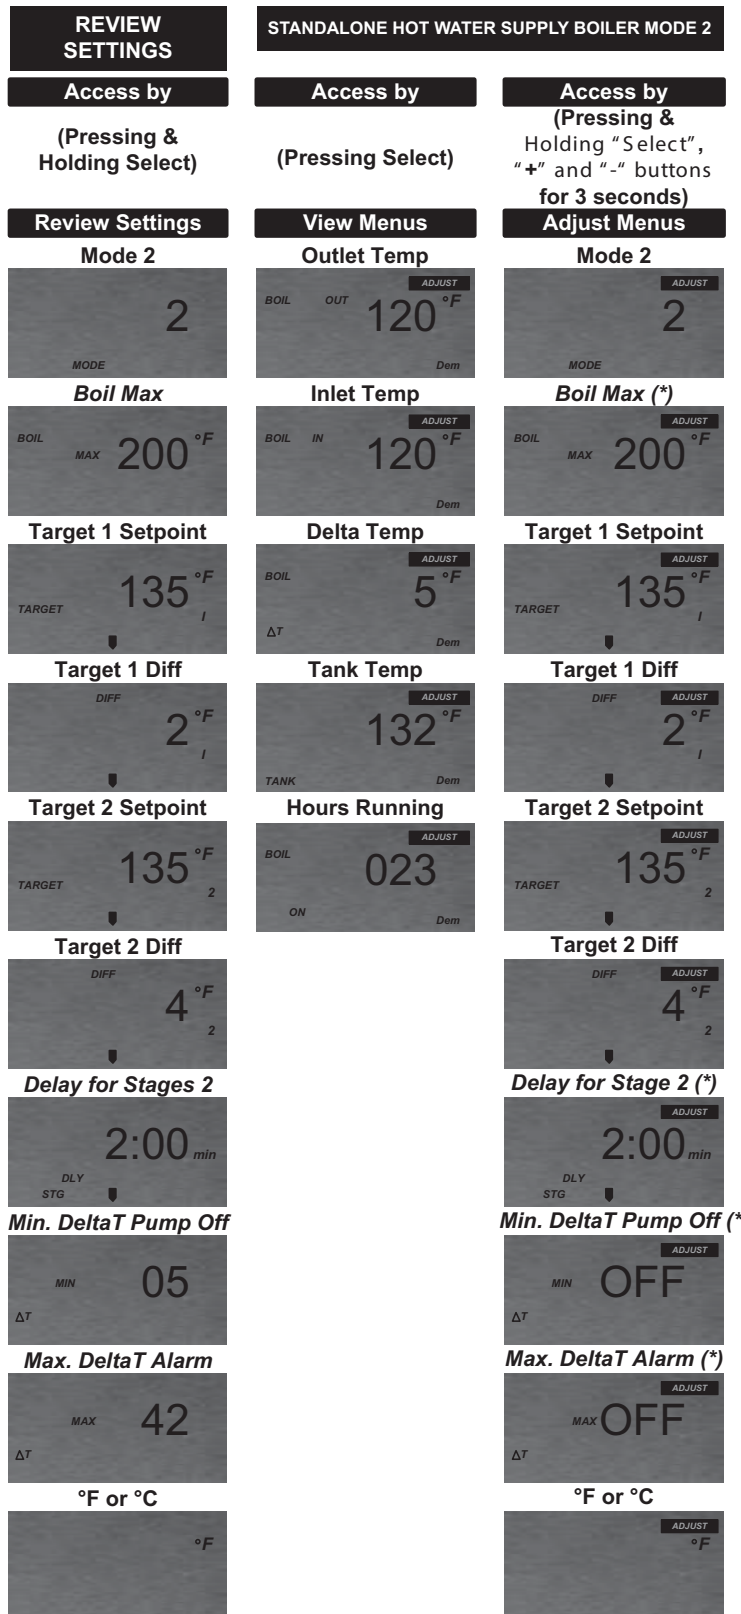 REVIEW
SETTINGS
Access by
(Pressing &
Holding Select)
Review Settings
Mode 2
2
MODE
Boil Max
BOIL
MAX 200 °F
Target 1 Setpoint
135 °F
TARGET
1
Target 1 Diff
DIFF
2 °F
1
Target 2 Setpoint
135 °F
TARGET
2
Target 2 Diff
DIFF
4 °F
2
Delay for Stages 2
2:00 min
DLY
STG
Min. DeltaT Pump Off
MIN 05
ΔT
Max. DeltaT Alarm
MAX 42
ΔT
°F or °C
°F
STANDALONE HOT WATER SUPPLY BOILER MODE 2
Access by
(Pressing Select)
View Menus
Outlet Temp
ADJUST
BOIL OUT 120 °F
Dem
Inlet Temp
ADJUST
BOIL IN 120 °F
Dem
Delta Temp
ADJUST
BOIL 5 °F
ΔT
Dem
Tank Temp
ADJUST
132 °F
TANK Dem
Hours Running
ADJUST
BOIL 023
ON Dem
Access by
(Pressing &
Holding "Select",
"+" and "-" buttons
for 3 seconds)
Adjust Menus
Mode 2
ADJUST
2
MODE
Boil Max (*)
ADJUST
BOIL
MAX 200 °F
Target 1 Setpoint
ADJUST
135 °F
TARGET
1
Target 1 Diff
DIFF ADJUST
2 °F
1
Target 2 Setpoint
ADJUST
135 °F
TARGET
2
Target 2 Diff
DIFF ADJUST
4 °F
2
Delay for Stage 2 (*)
ADJUST
2:00 min
DLY
STG
Min. DeltaT Pump Off (*
ADJUST
MIN OFF
ΔT
Max. DeltaT Alarm (*)
ADJUST
MAX OFF
ΔT
°F or °C
ADJUST
°F